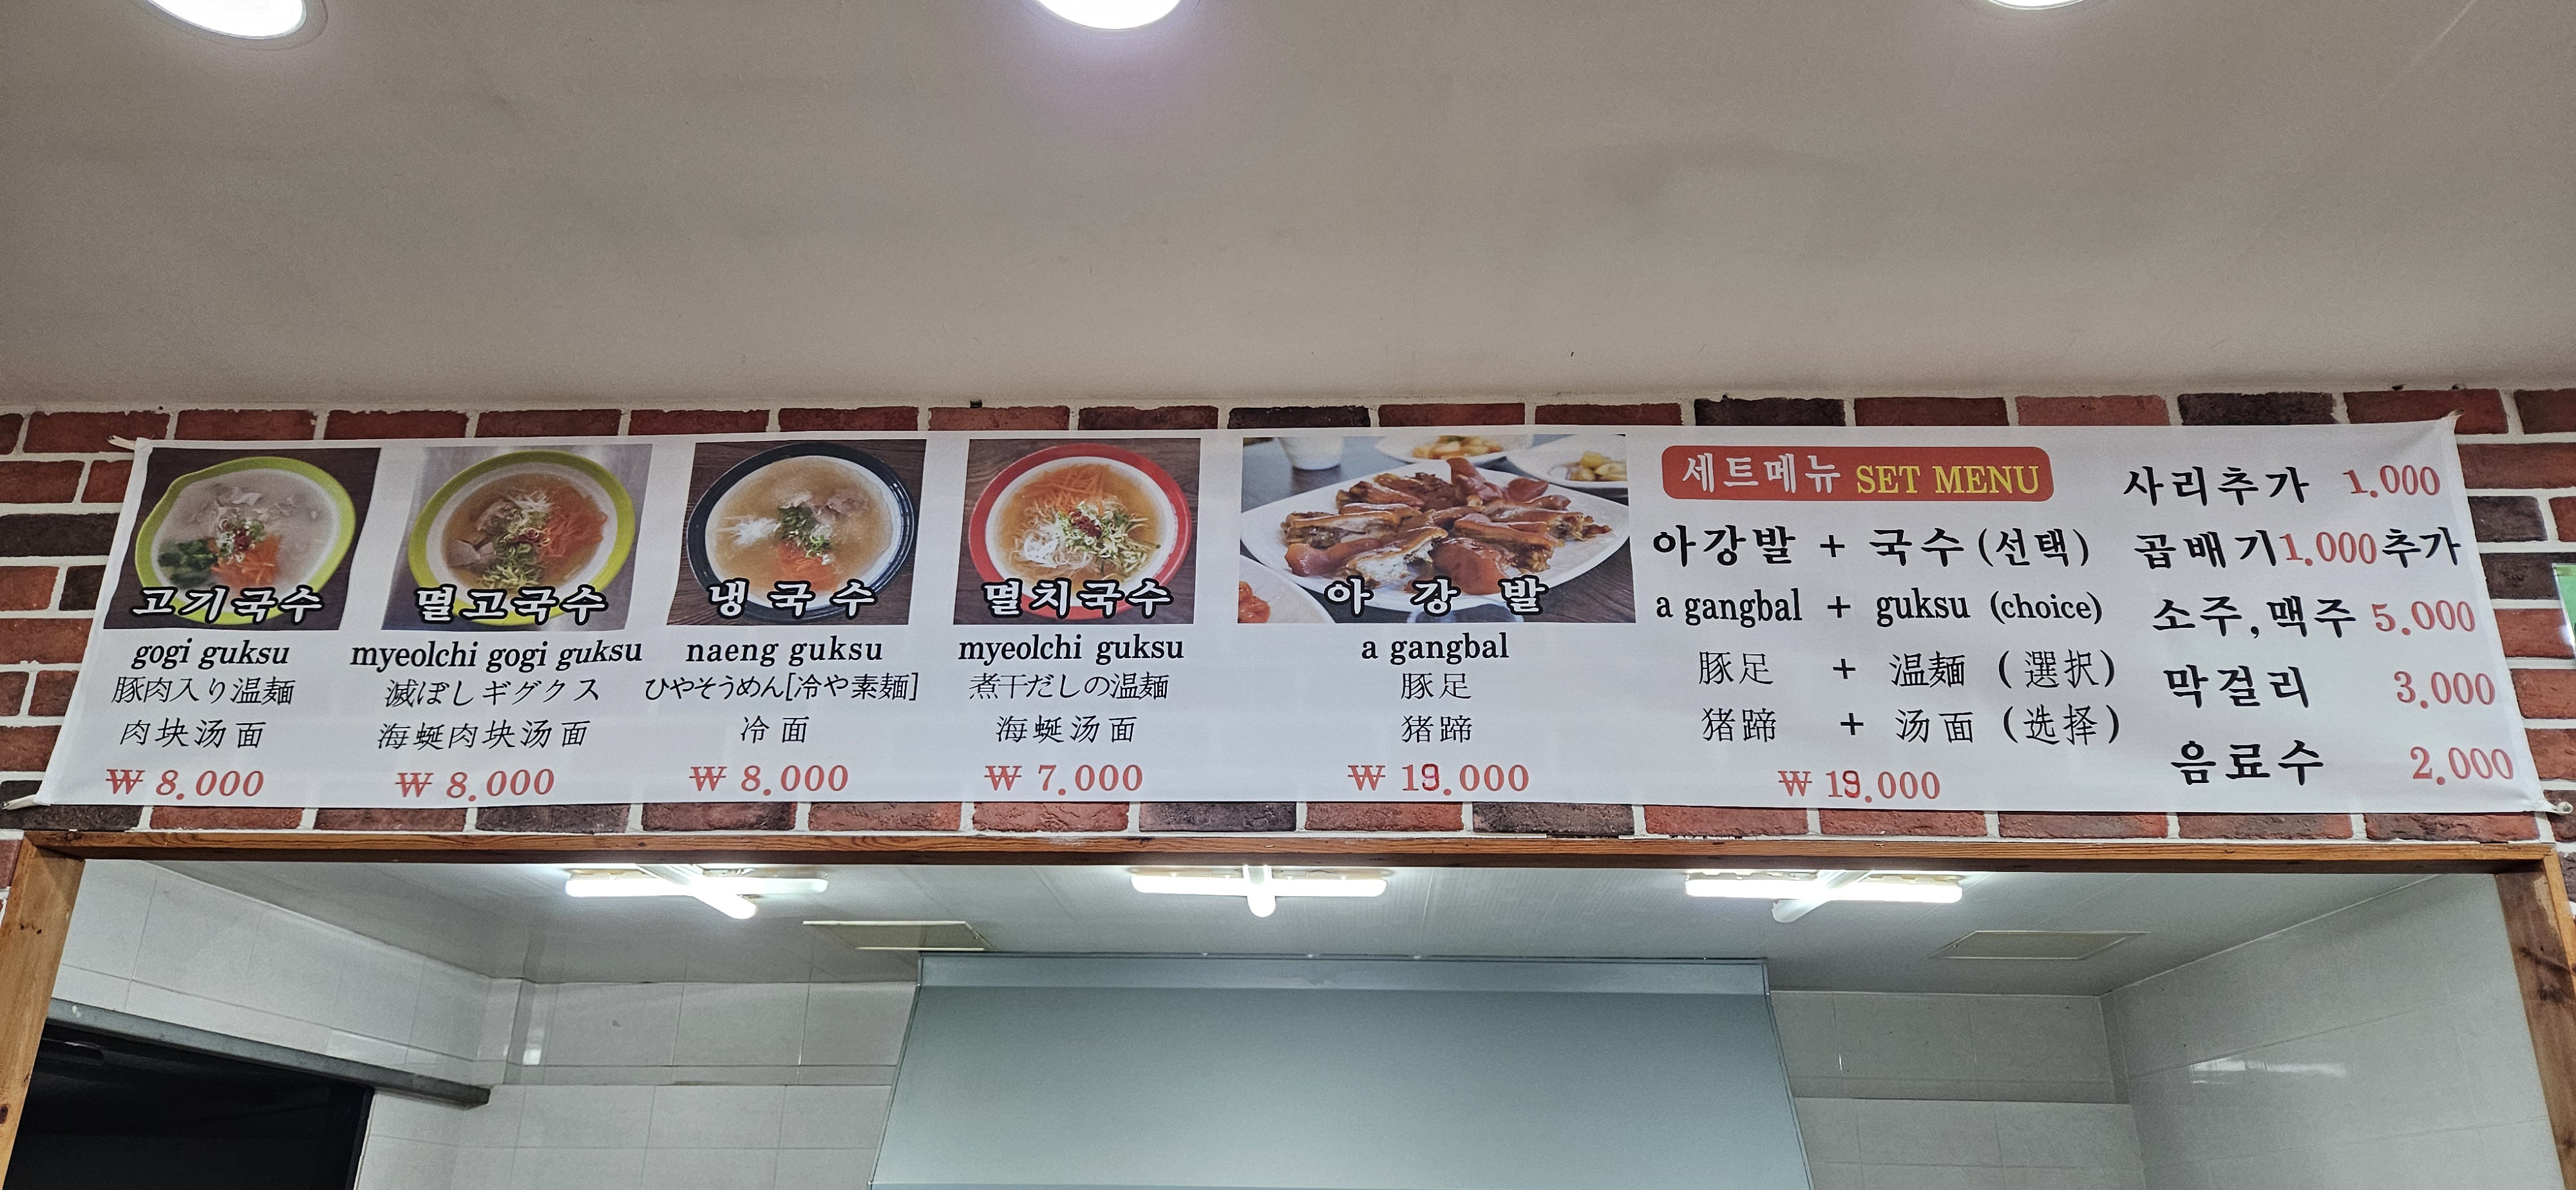 고기국수
gogi guksu
豚肉入り温麺
肉块汤面
₩ 8.000
멸고국수
myeolchi gogi guksu
滅ぼしギグクス
海蜒肉块汤面
₩ 8.000
냉국수
naeng guksu
ひやそうめん[冷や素麺]
冷面
₩ 8.000
멸치국수
myeolchi guksu
煮干だしの温麺
海蜒汤面
₩ 7.000
아강발
a gangbal
豚足
猪蹄
₩ 19.000
세트메뉴 SET MENU
아강발 + 국수 (선택)
a gangbal + guksu (choice)
豚足 + 温麺 (選択)
猪蹄 + 汤面 (选择)
₩ 19.000
사리추가 1.000
곱배기 1.000추가
소주,맥주 5.000
막걸리 3.000
음료수 2.000